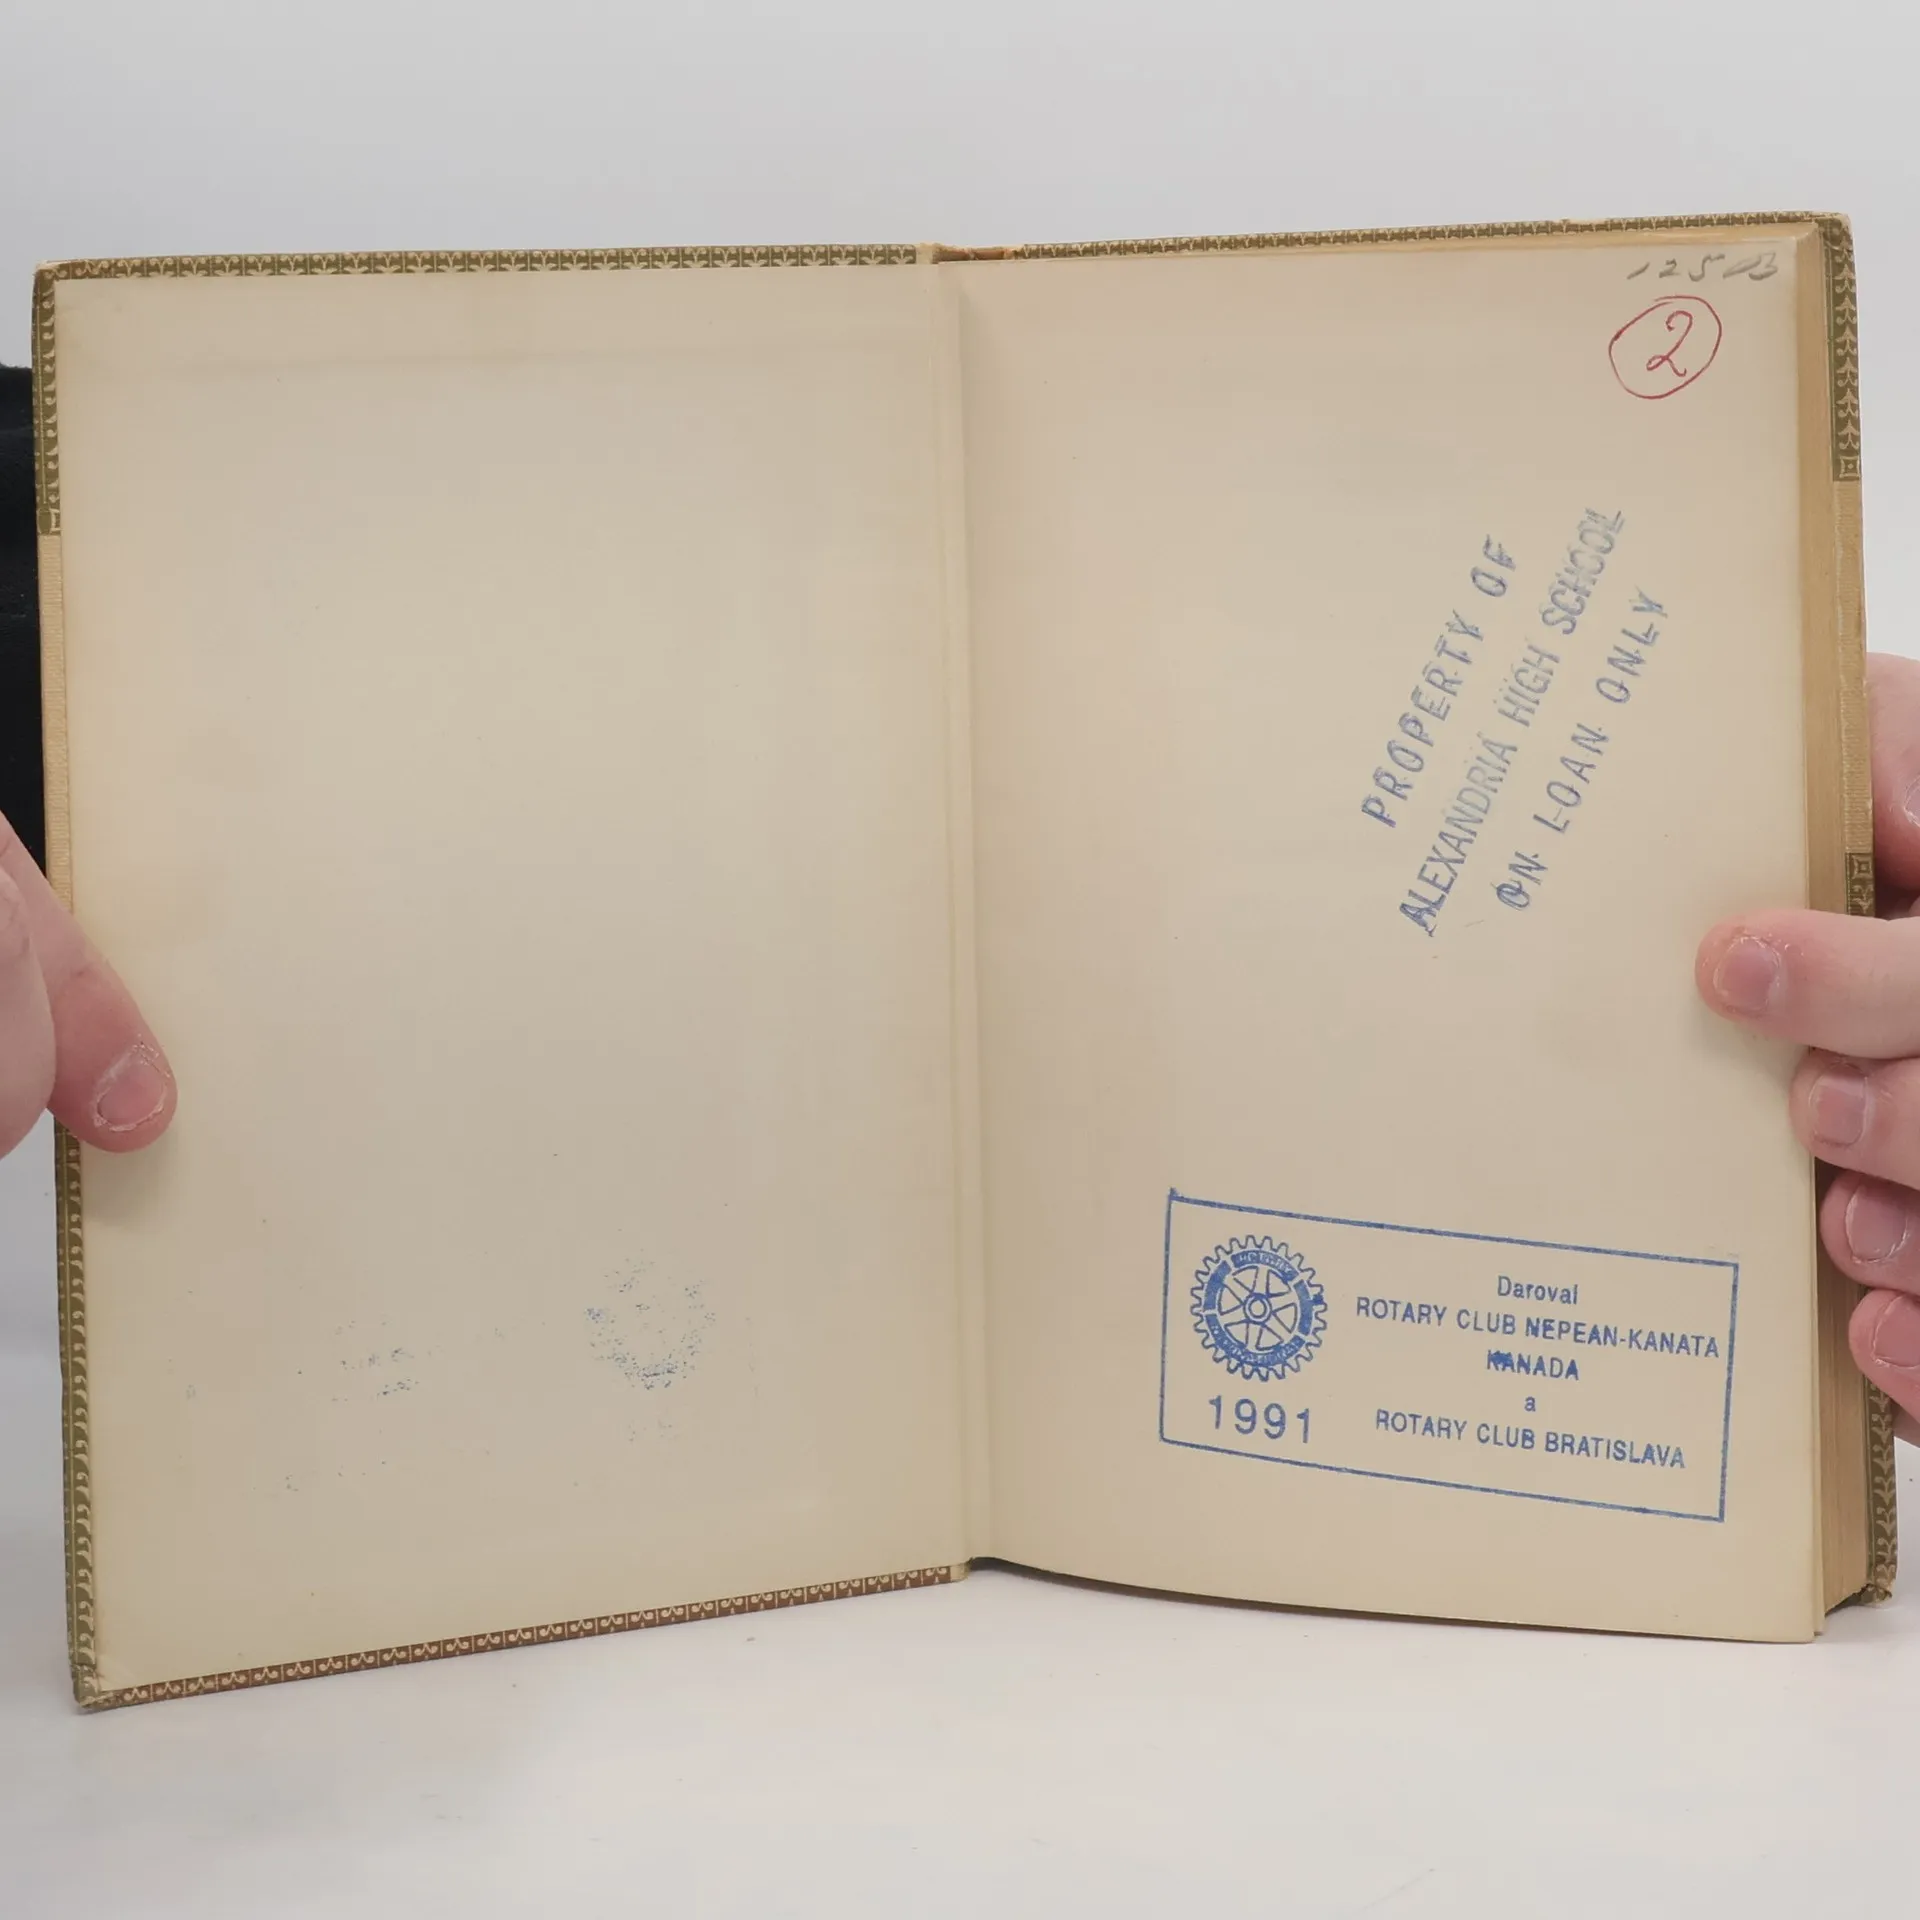 12503
2
PROPERTY OF
ALEXANDRIA HIGH SCHOOL
ON LOAN ONLY
Daroval
ROTARY CLUB NEPEAN-KANATA
KANADA
a
ROTARY CLUB BRATISLAVA
1991